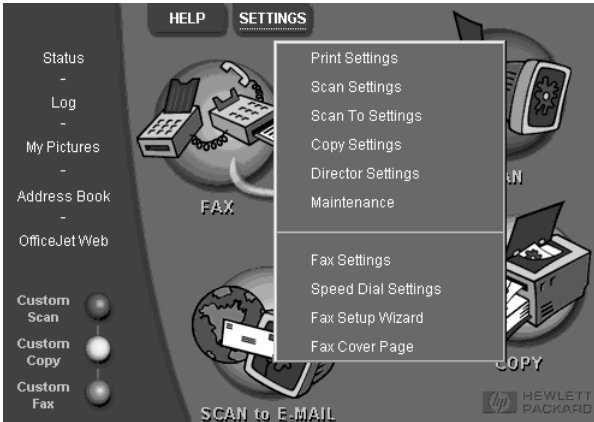 HELP
SETTINGS
Status
-
Log
-
My Pictures
-
Address Book
-
OfficeJet Web
Custom
Scan
Custom
Copy
Custom
Fax
Print Settings
Scan Settings
Scan To Settings
Copy Settings
Director Settings
Maintenance
Fax Settings
Speed Dial Settings
Fax Setup Wizard
Fax Cover Page
FAX
AN
SCAN to E-MAIL
COPY
hp HEWLETT
PACKARD